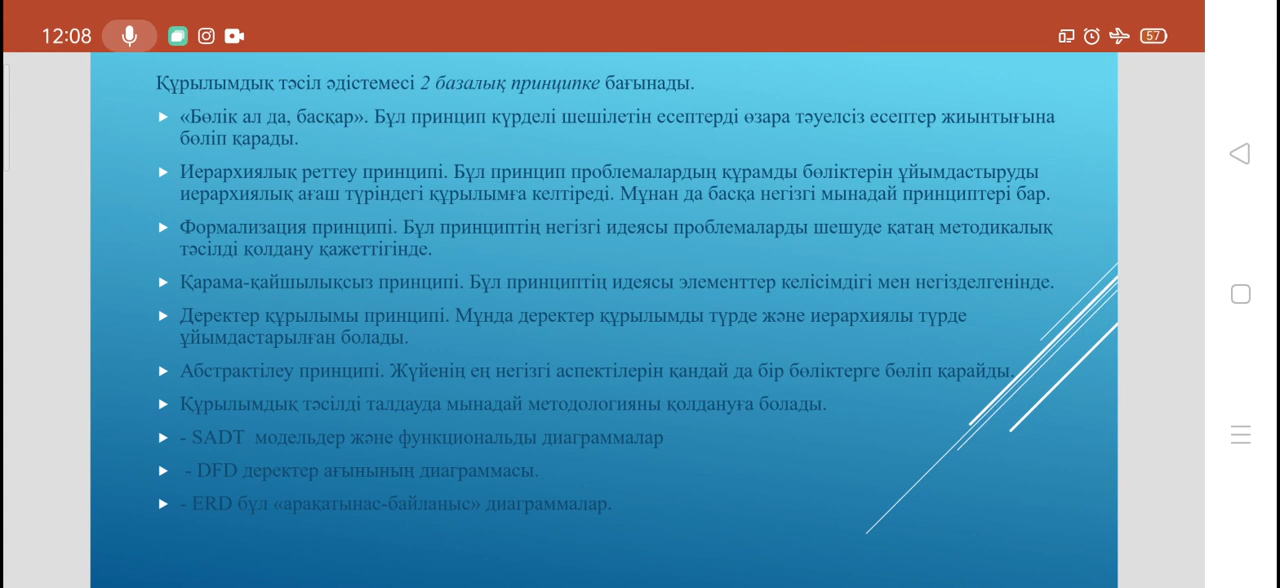 12:08
57
Құрылымдық тәсіл әдістемесі 2 базалық принципке бағынады.
«Бөлік ал да, басқар». Бұл принцип күрделі шешілетін есептерді өзара тәуелсіз есептер жиынтығына
бөліп қарады.
Иерархиялық реттеу принципі. Бұл принцип проблемалардың құрамды бөліктерін ұйымдастыруды
иерархиялық ағаш түріндегі құрылымға келтіреді. Мұнан да басқа негізгі мынадай принциптері бар.
Формализация принципі. Бұл принциптің негізгі идеясы проблемаларды шешуде қатаң методикалық
тәсілді қолдану қажеттігінде.
Қарама-қайшылықсыз принципі. Бұл принциптің идеясы элементтер келісімдігі мен негізделгенінде.
Деректер құрылымы принципі. Мұнда деректер құрылымды түрде және иерархиялы түрде
ұйымдастарылған болады.
Абстрактілеу принципі. Жүйенің ең негізгі аспектілерін қандай да бір бөліктерге бөліп қарайды.
Құрылымдық тәсілді талдауда мынадай методологияны қолдануға болады.
- SADT модельдер және функциональды диаграммалар
- DFD деректер ағынының диаграммасы.
- ERD бұл «арақатынас-байланыс» диаграммалар.